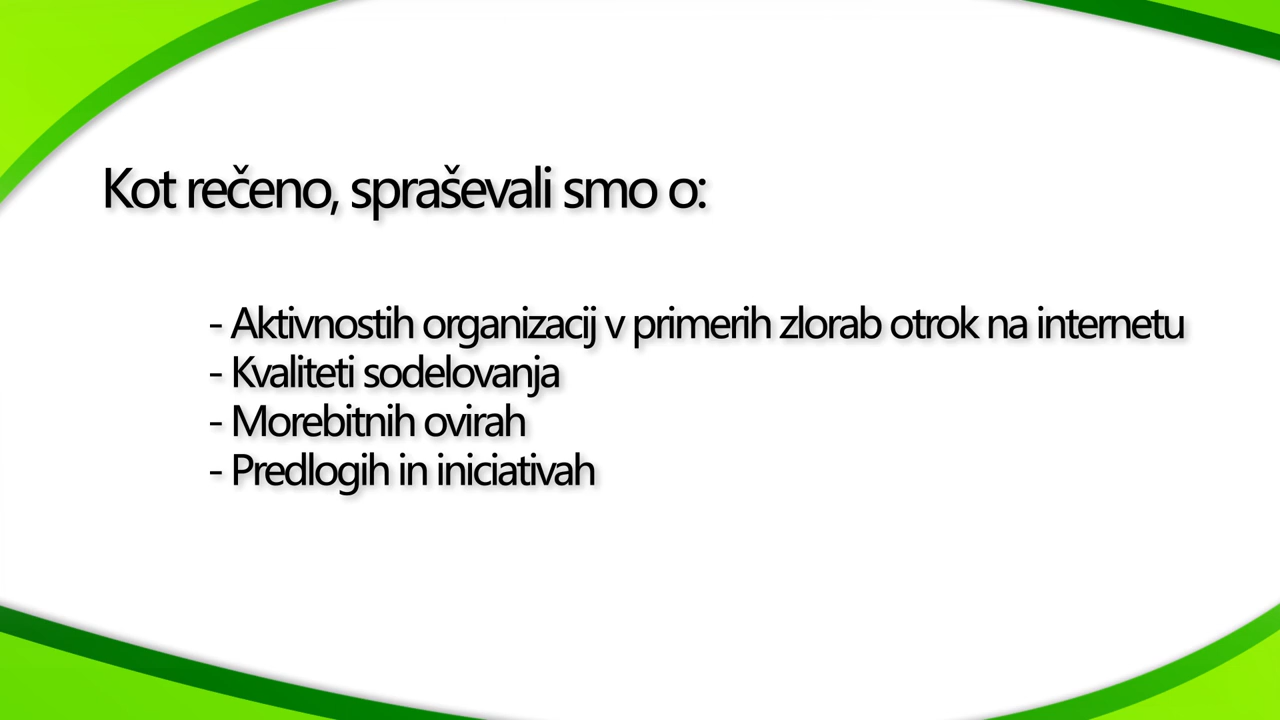 Kot rečeno, spraševali smo o:
- Aktivnostih organizacij v primerih zlorab otrok na internetu
- Kvaliteti sodelovanja
- Morebitnih ovirah
- Predlogih in iniciativah